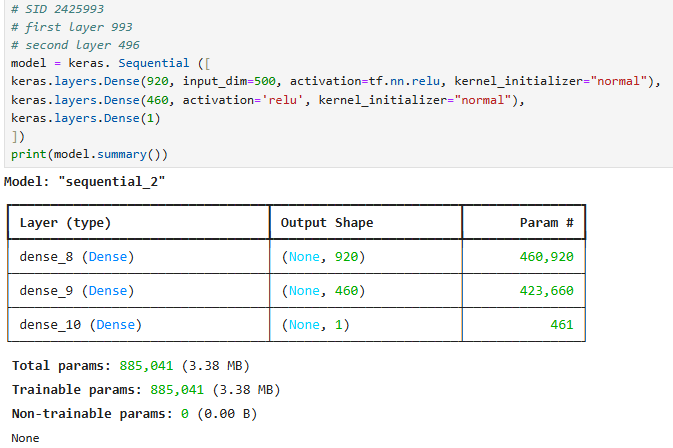 # SID 2425993
# first layer 993
# second layer 496
model = keras. Sequential ([
keras.layers.Dense(920, input_dim=500, activation=tf.nn.relu, kernel_initializer="normal"),
keras.layers.Dense(460, activation='relu', kernel_initializer="normal"),
keras.layers.Dense(1)
])
print(model.summary())
Model: "sequential_2"
Layer (type) Output Shape Param #
dense_8 (Dense) (None, 920) 460,920
dense_9 (Dense) (None, 460) 423,660
dense_10 (Dense) (None, 1) 461
Total params: 885,041 (3.38 MB)
Trainable params: 885,041 (3.38 MB)
Non-trainable params: 0 (0.00 B)
None